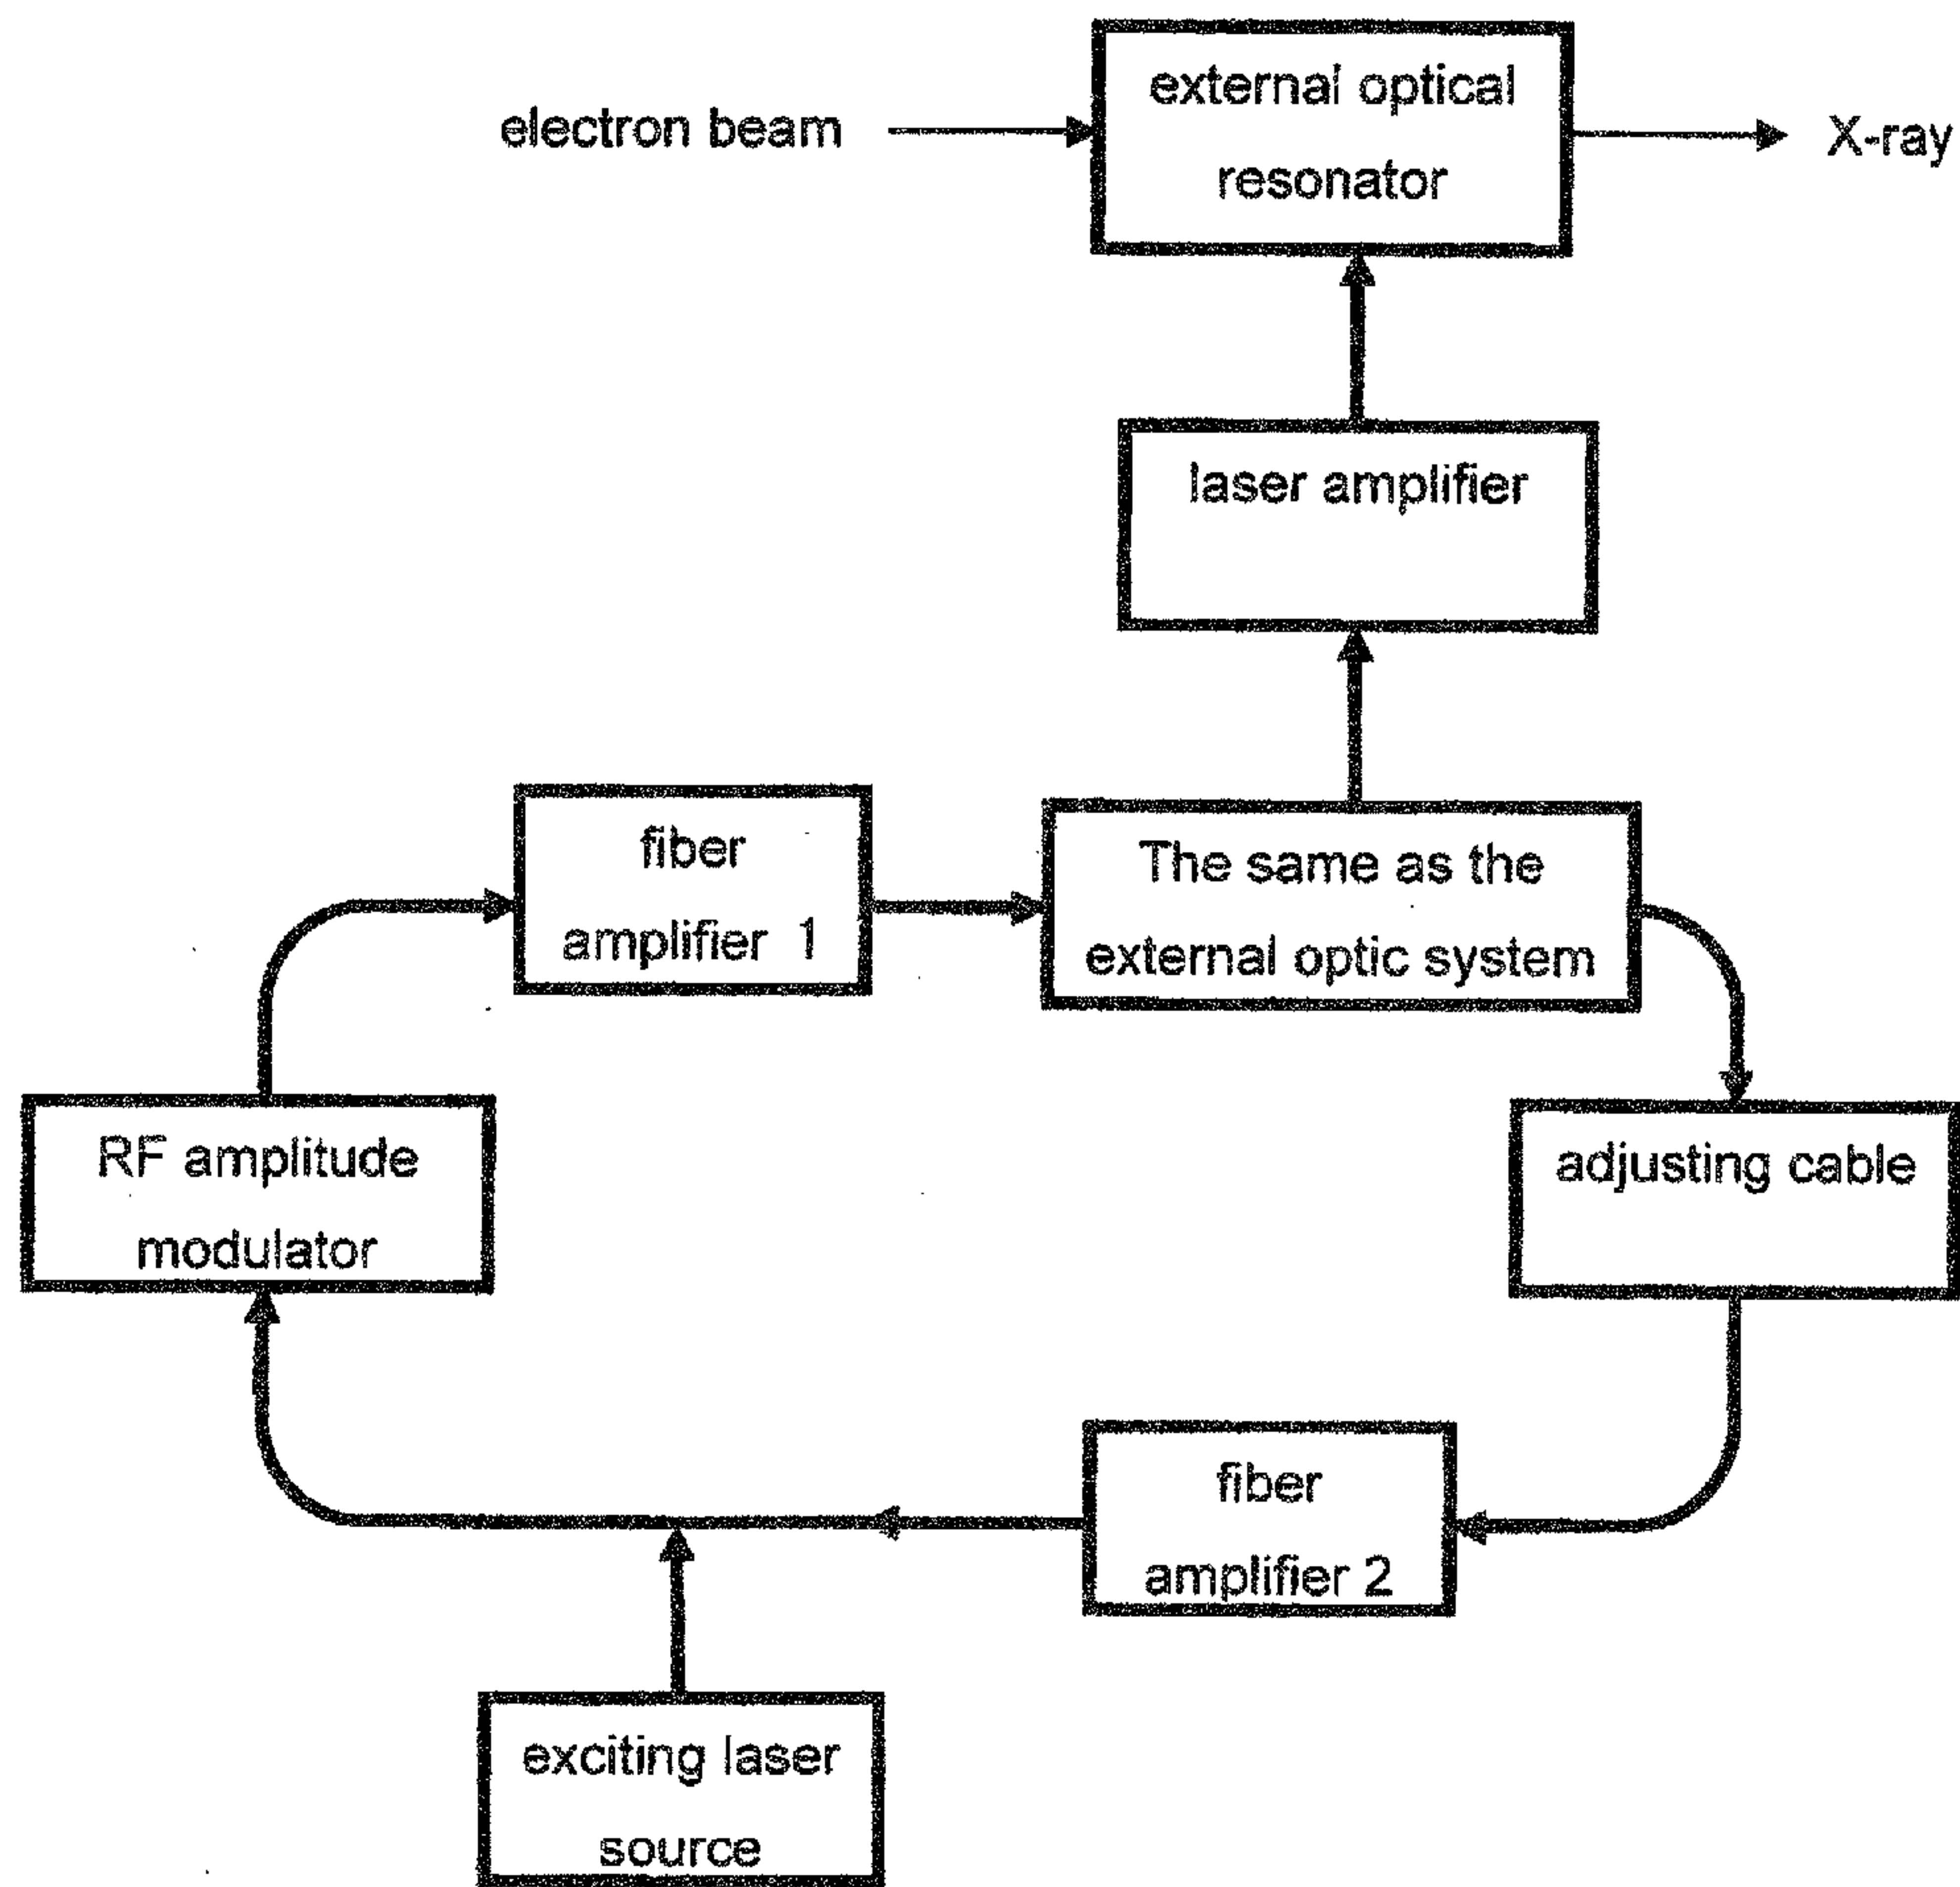 external optical
resonator
electron beam
X-ray
laser amplifier
fiber
amplifier 1
The same as the
external optic system
RF amplitude
modulator
adjusting cable
fiber
amplifier 2
exciting laser
source